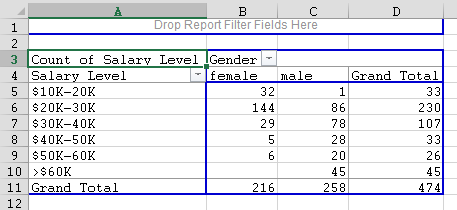 A B C D
1 Drop Report Filter Fields Here
2
3 Count of Salary Level Gender
4 Salary Level female male Grand Total
5 $10K-20K 32 1 33
6 $20K-30K 144 86 230
7 $30K-40K 29 78 107
8 $40K-50K 5 28 33
9 $50K-60K 6 20 26
10 >$60K 45 45
11 Grand Total 216 258 474
12